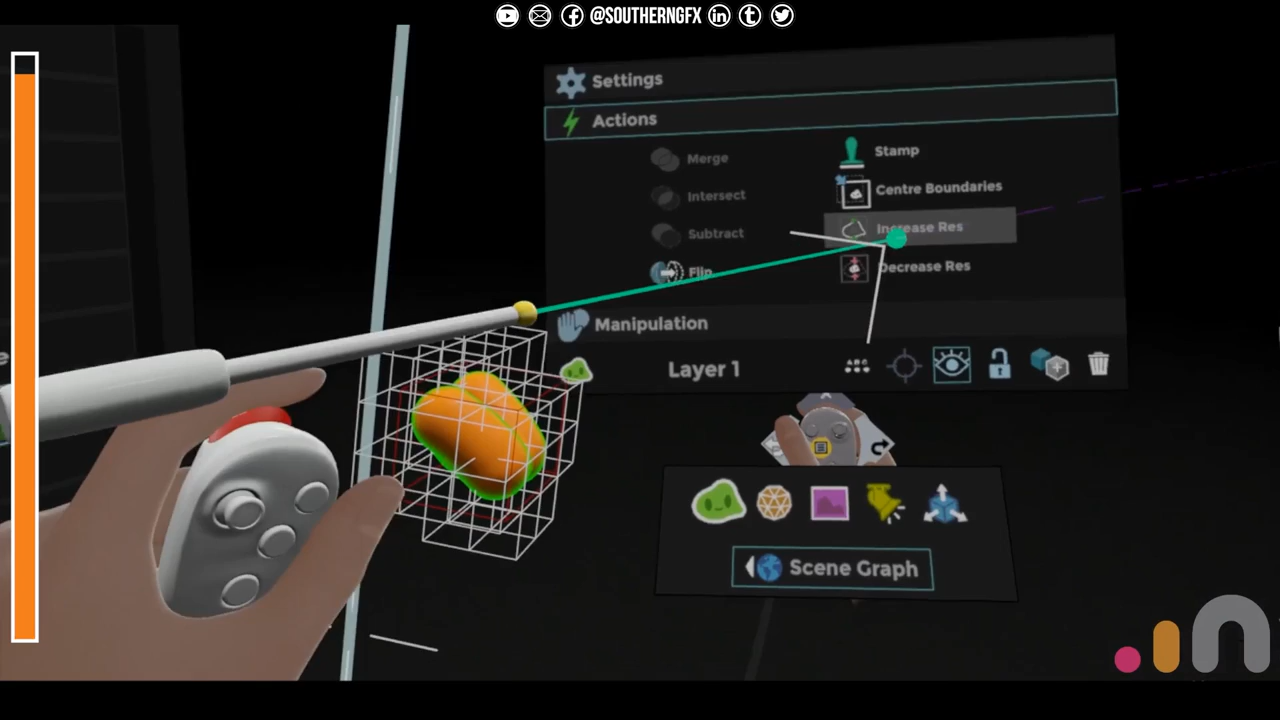 @SOUTHERNGFX
Settings
Actions
Merge
Stamp
Intersect
Centre Boundaries
Subtract
Increase Res
Flip
Decrease Res
Manipulation
Layer 1
Scene Graph